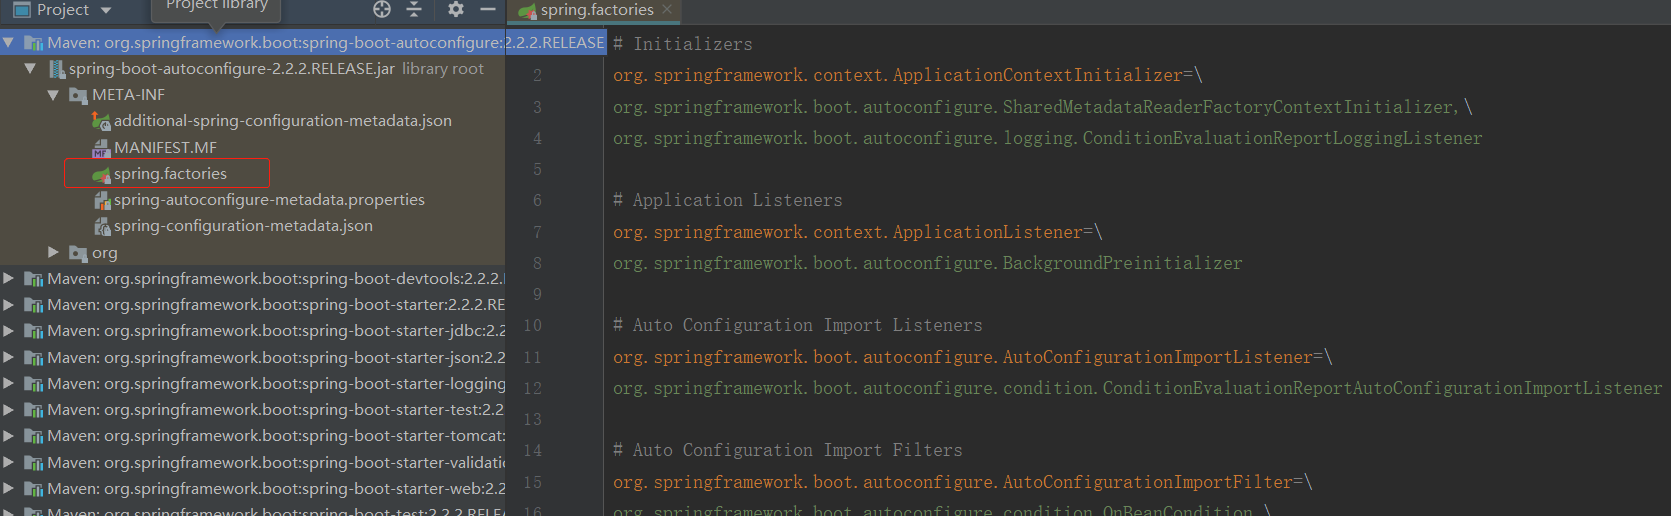 Project
Project library
Maven: org.springframework.boot:spring-boot-autoconfigure:2.2.2.RELEASE
spring-boot-autoconfigure-2.2.2.RELEASE.jar library root
META-INF
additional-spring-configuration-metadata.json
MANIFEST.MF
spring.factories
spring-autoconfigure-metadata.properties
spring-configuration-metadata.json
org
Maven: org.springframework.boot:spring-boot-devtools:2.2.2.
Maven: org.springframework.boot:spring-boot-starter:2.2.2.RE
Maven: org.springframework.boot:spring-boot-starter-jdbc:2.2
Maven: org.springframework.boot:spring-boot-starter-json:2.2
Maven: org.springframework.boot:spring-boot-starter-logging
Maven: org.springframework.boot:spring-boot-starter-test:2.2
Maven: org.springframework.boot:spring-boot-starter-tomcat:
Maven: org.springframework.boot:spring-boot-starter-validatio
Maven: org.springframework.boot:spring-boot-starter-web:2.2
Maven: org.springframework.boot:spring-boot-test:2.2.2.RELEA
spring.factories
# Initializers
2 org.springframework.context.ApplicationContextInitializer=\
3 org.springframework.boot.autoconfigure.SharedMetadataReaderFactoryContextInitializer,\
4 org.springframework.boot.autoconfigure.logging.ConditionEvaluationReportLoggingListener
5
6 # Application Listeners
7 org.springframework.context.ApplicationListener=\
8 org.springframework.boot.autoconfigure.BackgroundPreinitializer
9
10 # Auto Configuration Import Listeners
11 org.springframework.boot.autoconfigure.AutoConfigurationImportListener=\
12 org.springframework.boot.autoconfigure.condition.ConditionEvaluationReportAutoConfigurationImportListener
13
14 # Auto Configuration Import Filters
15 org.springframework.boot.autoconfigure.AutoConfigurationImportFilter=\
16 org.springframework.boot.autoconfigure.condition.OnBeanCondition,\